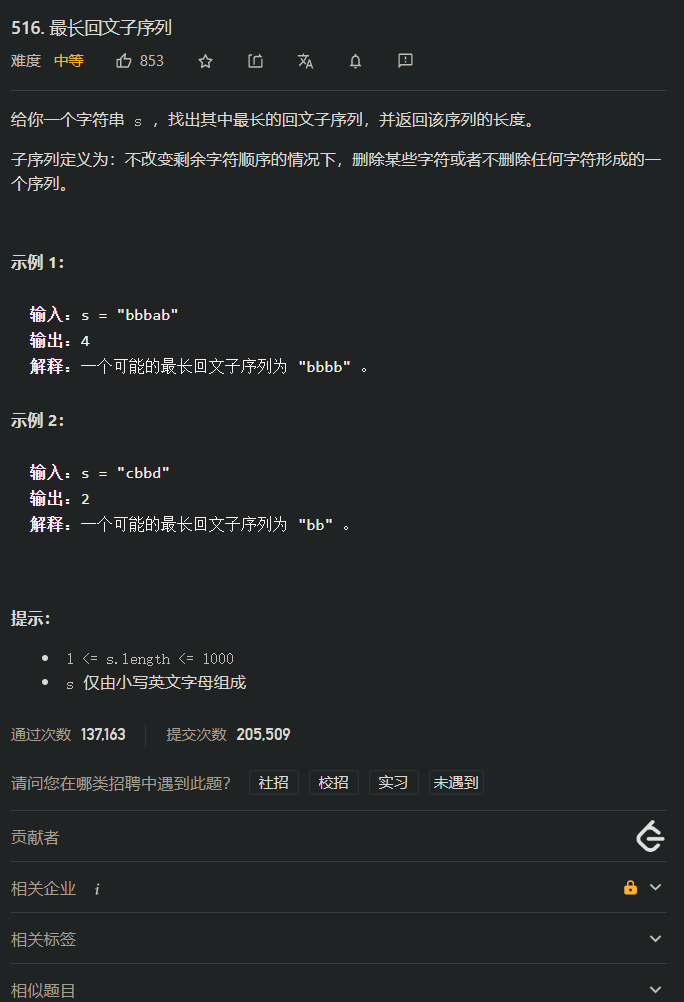 516. 最长回文子序列
难度 中等 853
给你一个字符串 s ，找出其中最长的回文子序列，并返回该序列的长度。
子序列定义为：不改变剩余字符顺序的情况下，删除某些字符或者不删除任何字符形成的一
个序列。
示例 1：
输入：s = "bbbab"
输出：4
解释：一个可能的最长回文子序列为 "bbbb" 。
示例 2：
输入：s = "cbbd"
输出：2
解释：一个可能的最长回文子序列为 "bb" 。
提示：
1 <= s.length <= 1000
s 仅由小写英文字母组成
通过次数 137,163 提交次数 205,509
请问您在哪类招聘中遇到此题？ 社招 校招 实习 未遇到
贡献者
相关企业 i
相关标签
相似题目